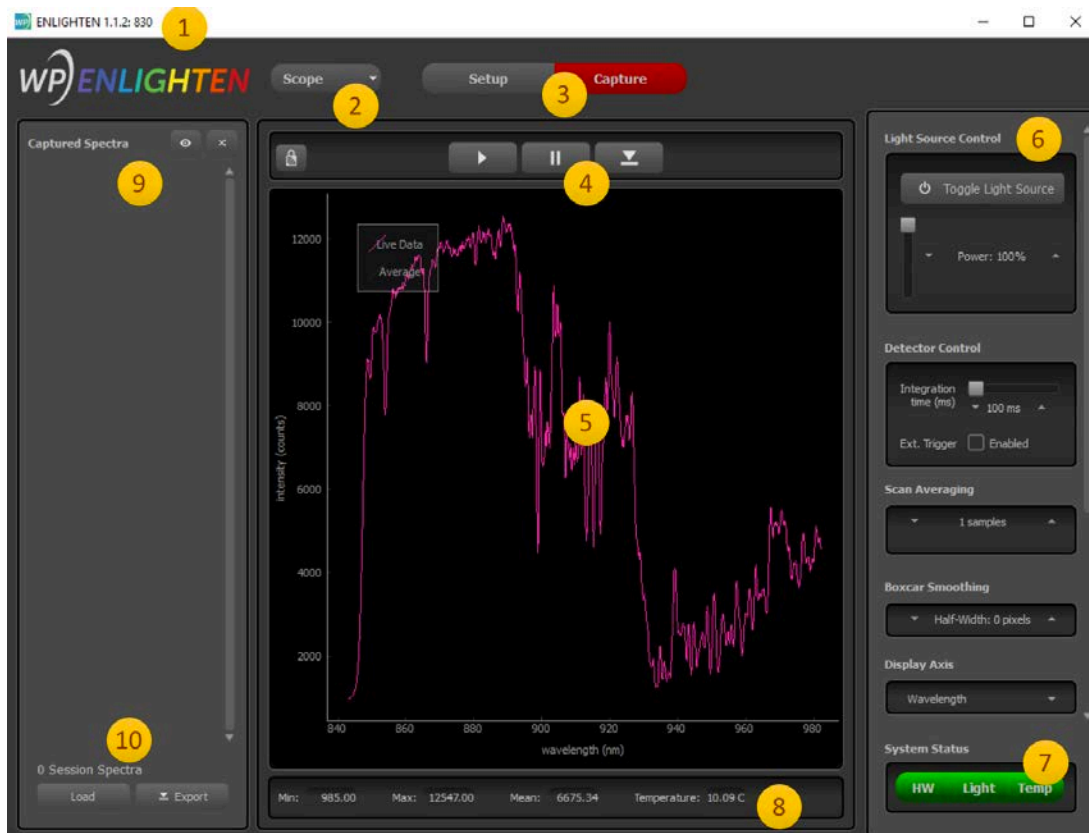 ENLIGHTEN 1.1.2: 830
1
WP ENLIGHTEN
Scope
Setup
Capture
2
3
Captured Spectra
9
4
Live Data
Average
5
12000
10000
8000
6000
4000
2000
intensity (counts)
840 860 880 900 920 940 960 980
wavelength (nm)
Light Source Control
6
Toggle Light Source
Power: 100%
Detector Control
Integration
time (ms)
100 ms
Ext. Trigger
Enabled
Scan Averaging
1 samples
Boxcar Smoothing
Half-Width: 0 pixels
Display Axis
Wavelength
System Status
7
HW Light Temp
10
0 Session Spectra
Load
Export
Min: 985.00 Max: 12547.00 Mean: 6675.34 Temperature: 10.09 C
8